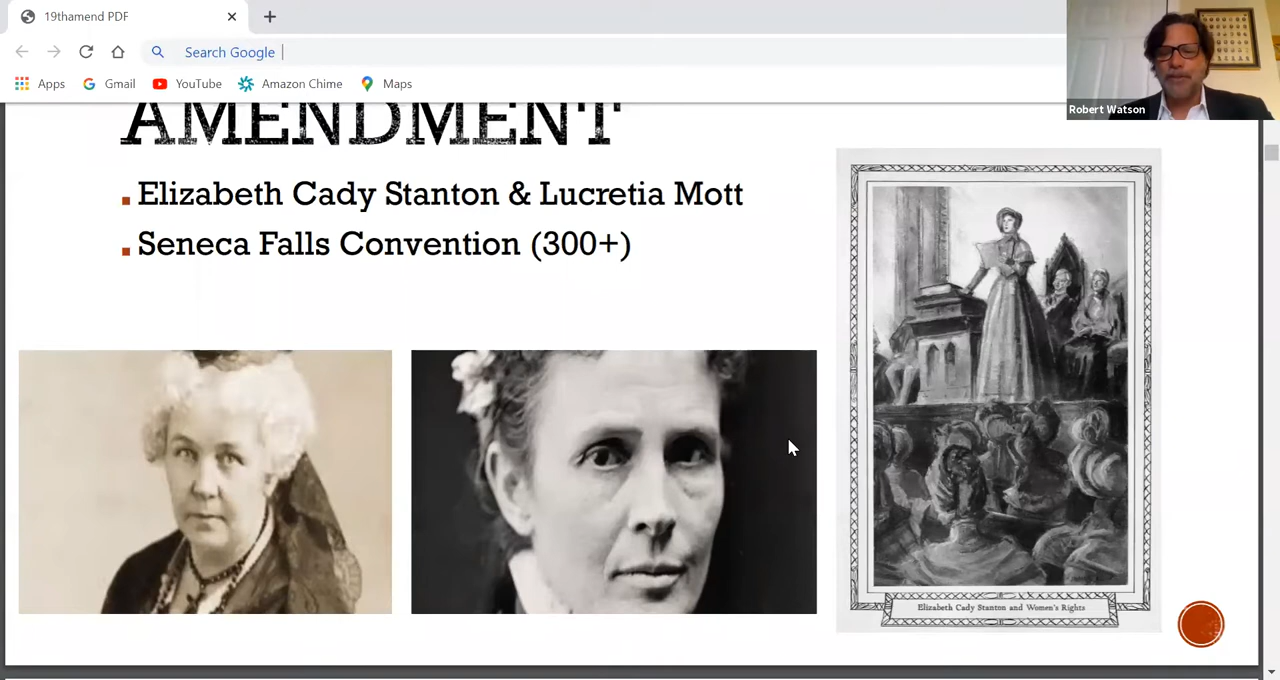 19thamend PDF
Search Google
Apps Gmail YouTube Amazon Chime Maps
Robert Watson
AMENDMENT
Elizabeth Cady Stanton & Lucretia Mott
Seneca Falls Convention (300+)
Elizabeth Cady Stanton and Women's Rights